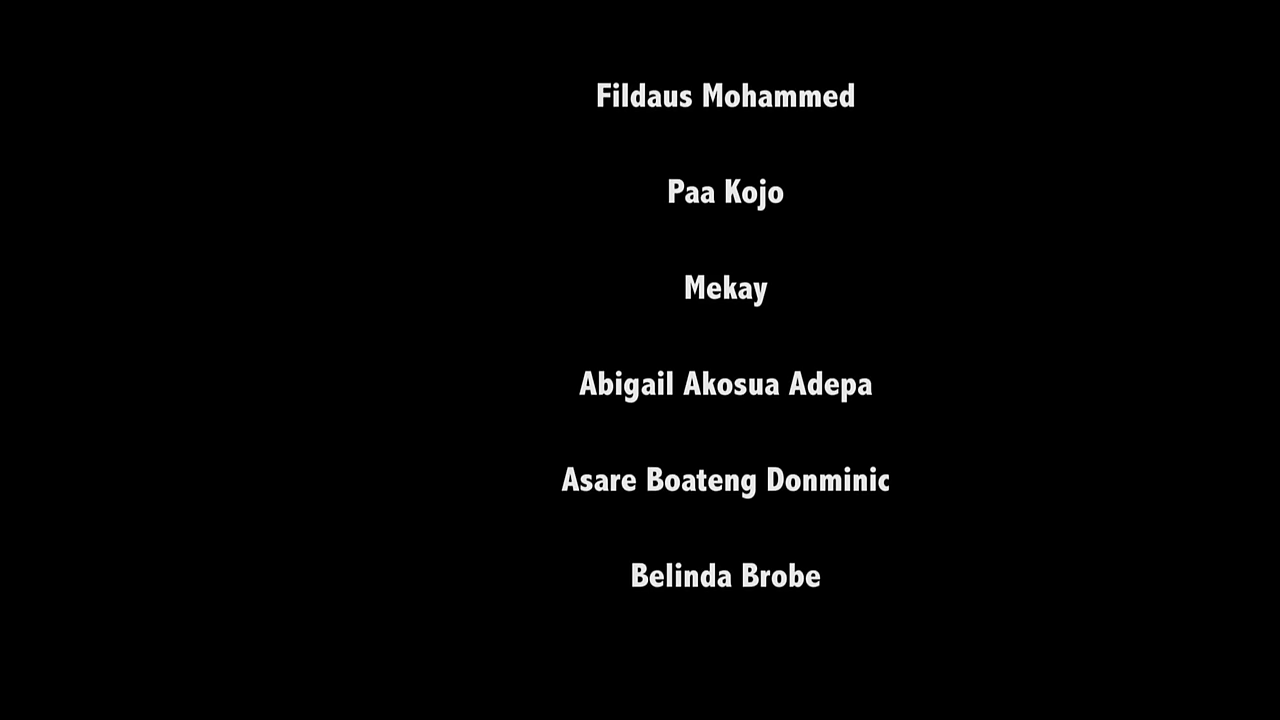 Fildaus Mohammed
Paa Kojo
Mekay
Abigail Akosua Adepa
Asare Boateng Donminic
Belinda Brobe